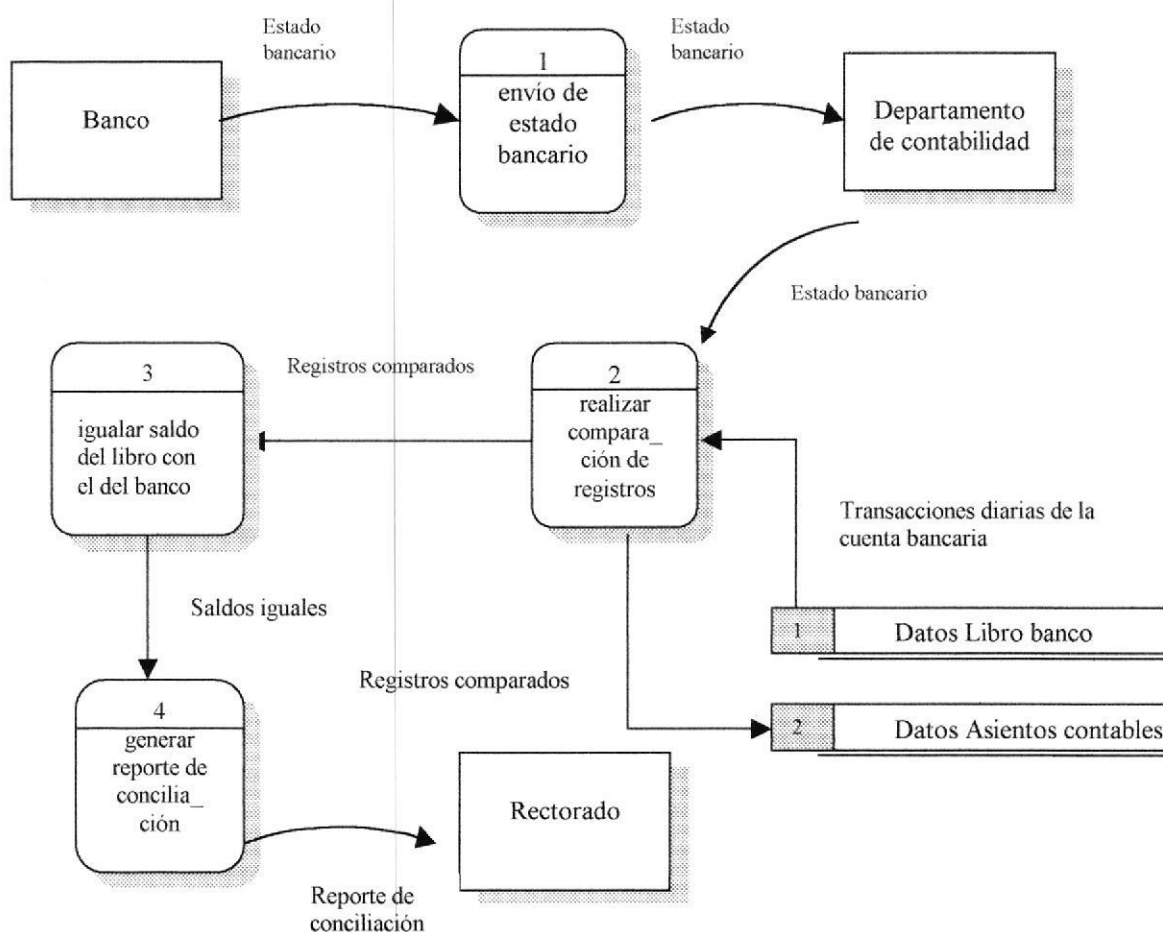 Estado
bancario
Estado
bancario
Banco
1
envío de
estado
bancario
Departamento
de contabilidad
Estado bancario
3
igualar saldo
del libro con
el del banco
Registros comparados
2
realizar
compara_
ción de
registros
Transacciones diarias de la
cuenta bancaria
Saldos iguales
1
Datos Libro banco
Registros comparados
2
Datos Asientos contables
4
generar
reporte de
concilia_
ción
Rectorado
Reporte de
conciliación